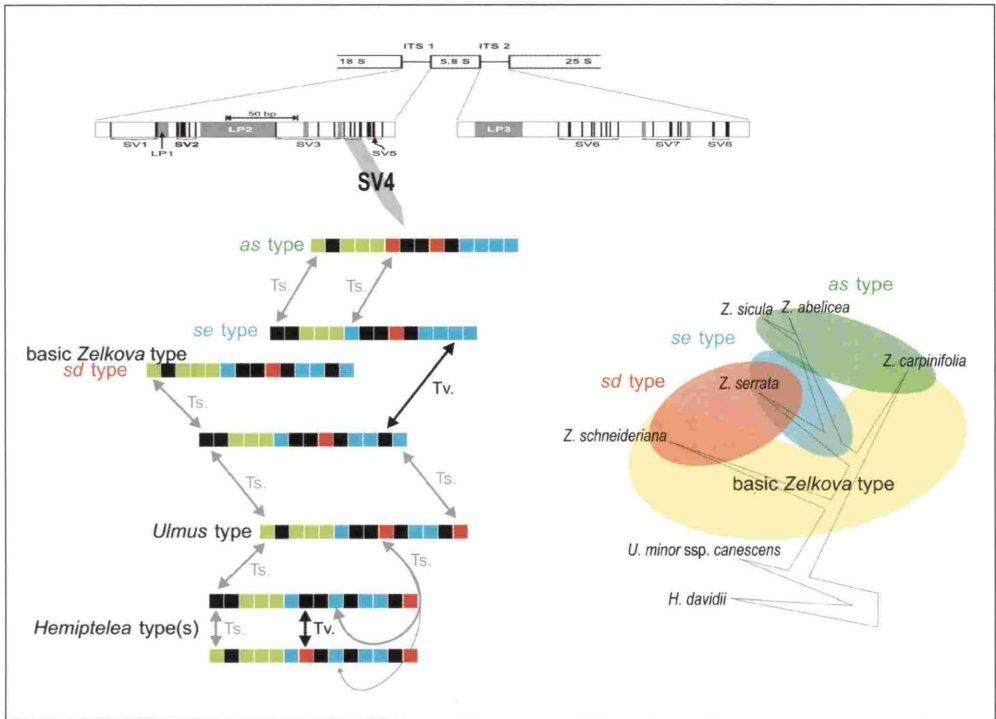 ITS 1 ITS 2
18 S 5.8 S 25 S
50 bp
LP2 LP3
SV1 LP1 SV2 SV3 SV5 SV6 SV7 SV8
SV4
as type
Ts. Ts.
se type
basic Zelkova type
sd type
Tv.
Ts.
Ts. Ts.
Ulmus type
Ts. Ts.
Hemiptelea type(s)
Ts. Tv.
as type
Z. sicula Z. abelicea
se type
Z. carpinifolia
sd type
Z. serrata
Z. schneideriana
basic Zelkova type
U. minor ssp. canescens
H. davidii